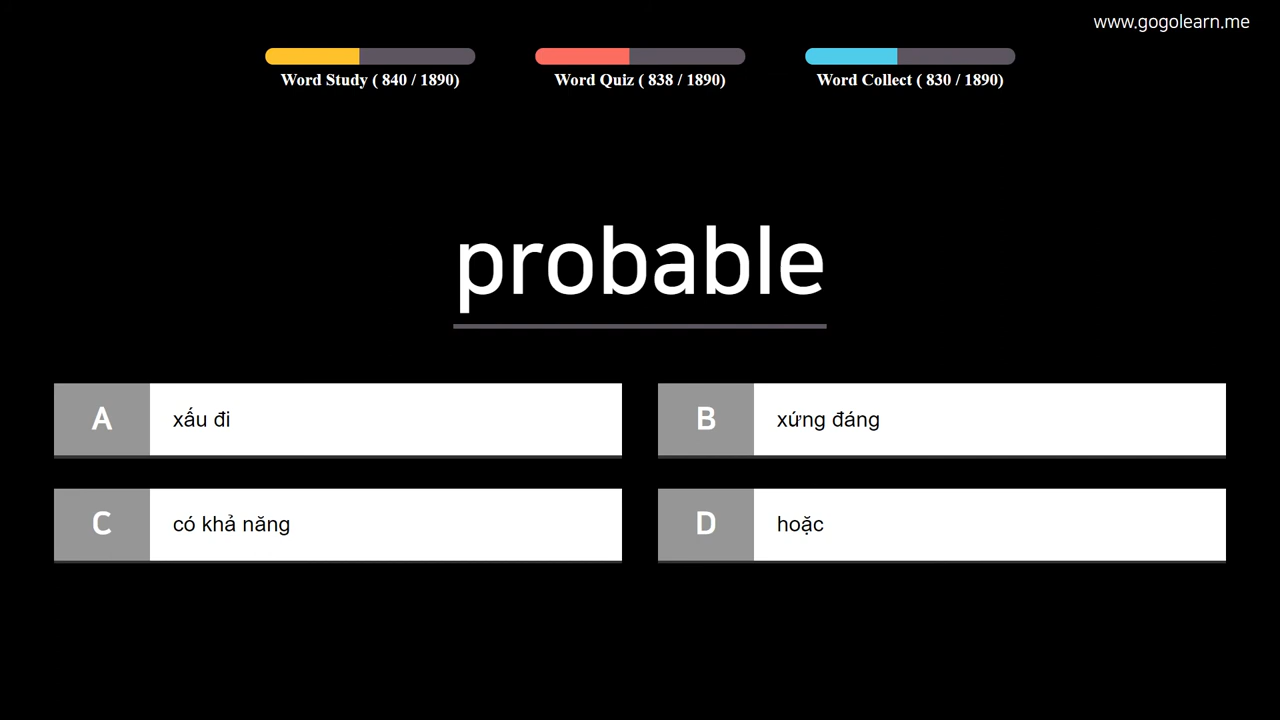 www.gogolearn.me
Word Study ( 840 / 1890)
Word Quiz ( 838 / 1890)
Word Collect ( 830 / 1890)
probable
A xấu đi
B xứng đáng
C có khả năng
D hoặc